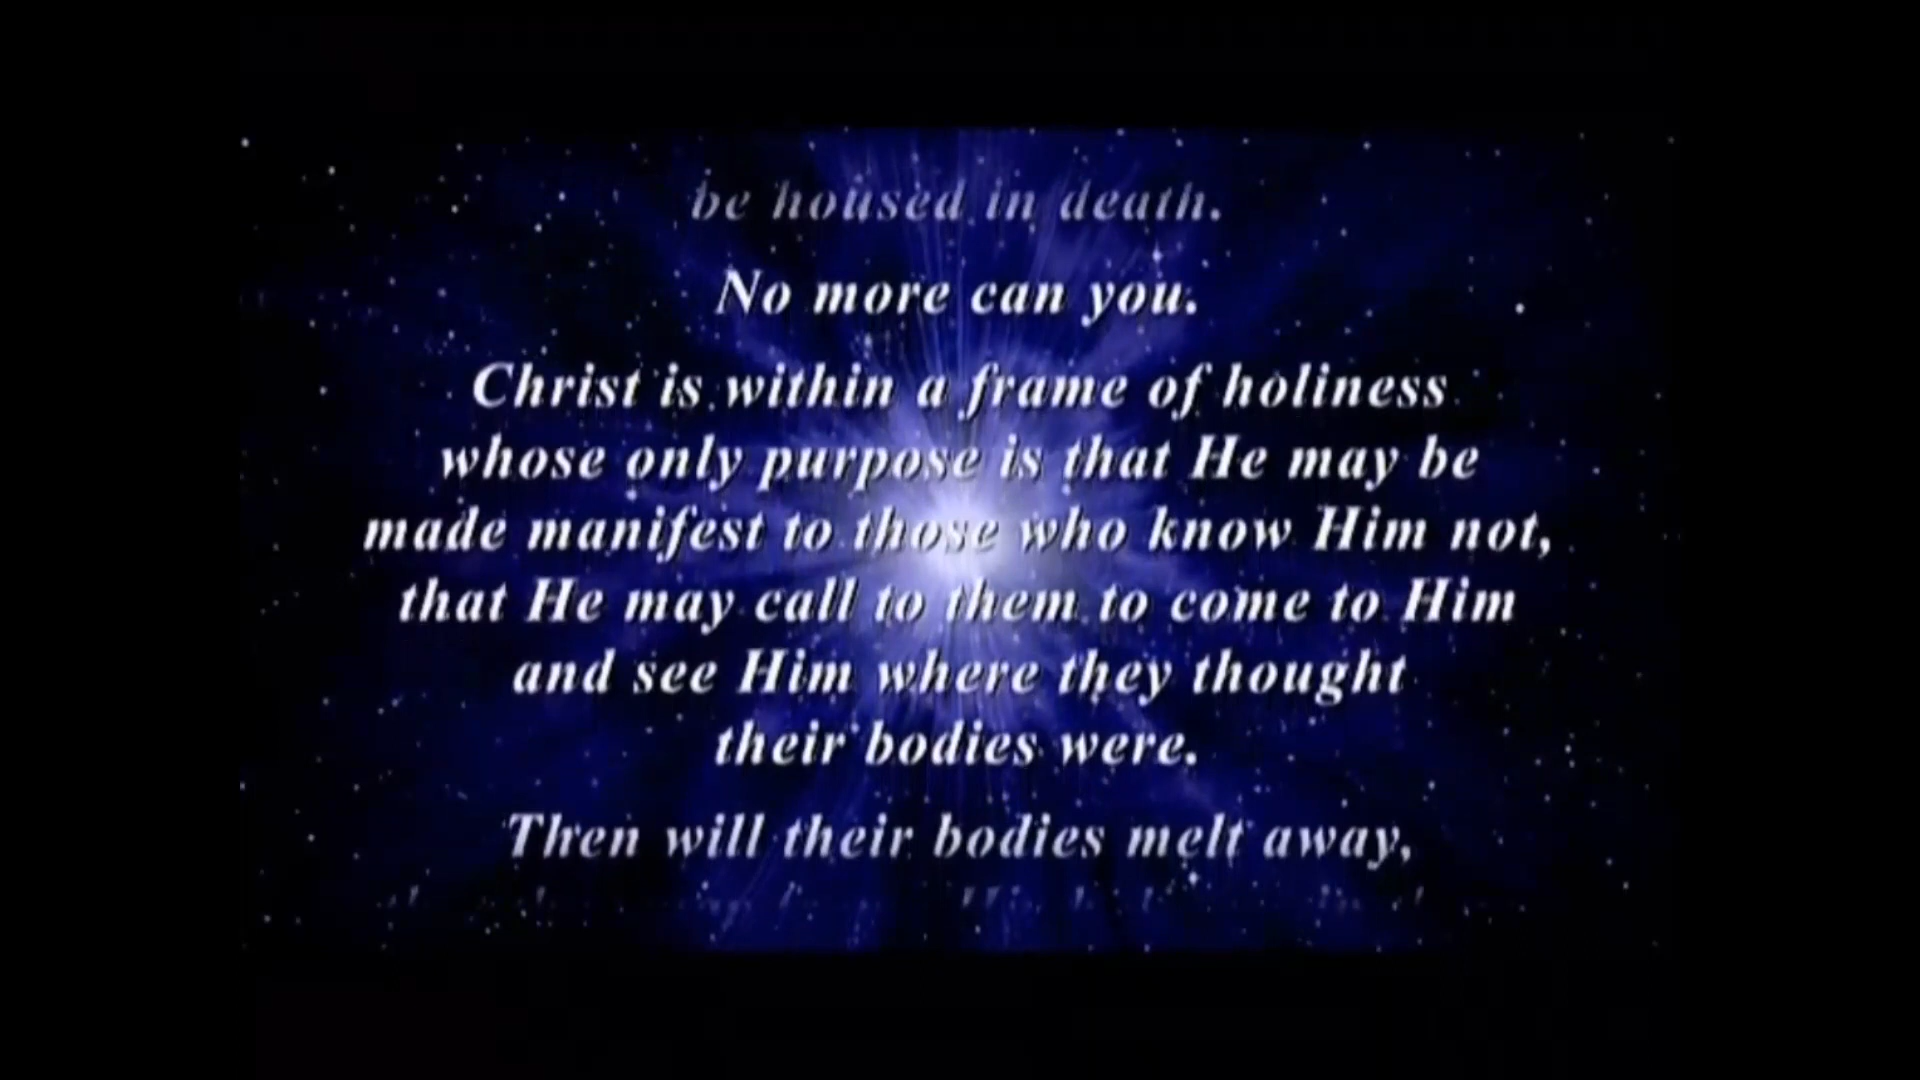 be housed in death.
No more can you.
Christ is within a frame of holiness
whose only purpose is that He may be
made manifest to those who know Him not,
that He may call to them to come to Him
and see Him where they thought
their bodies were.
Then will their bodies melt away,